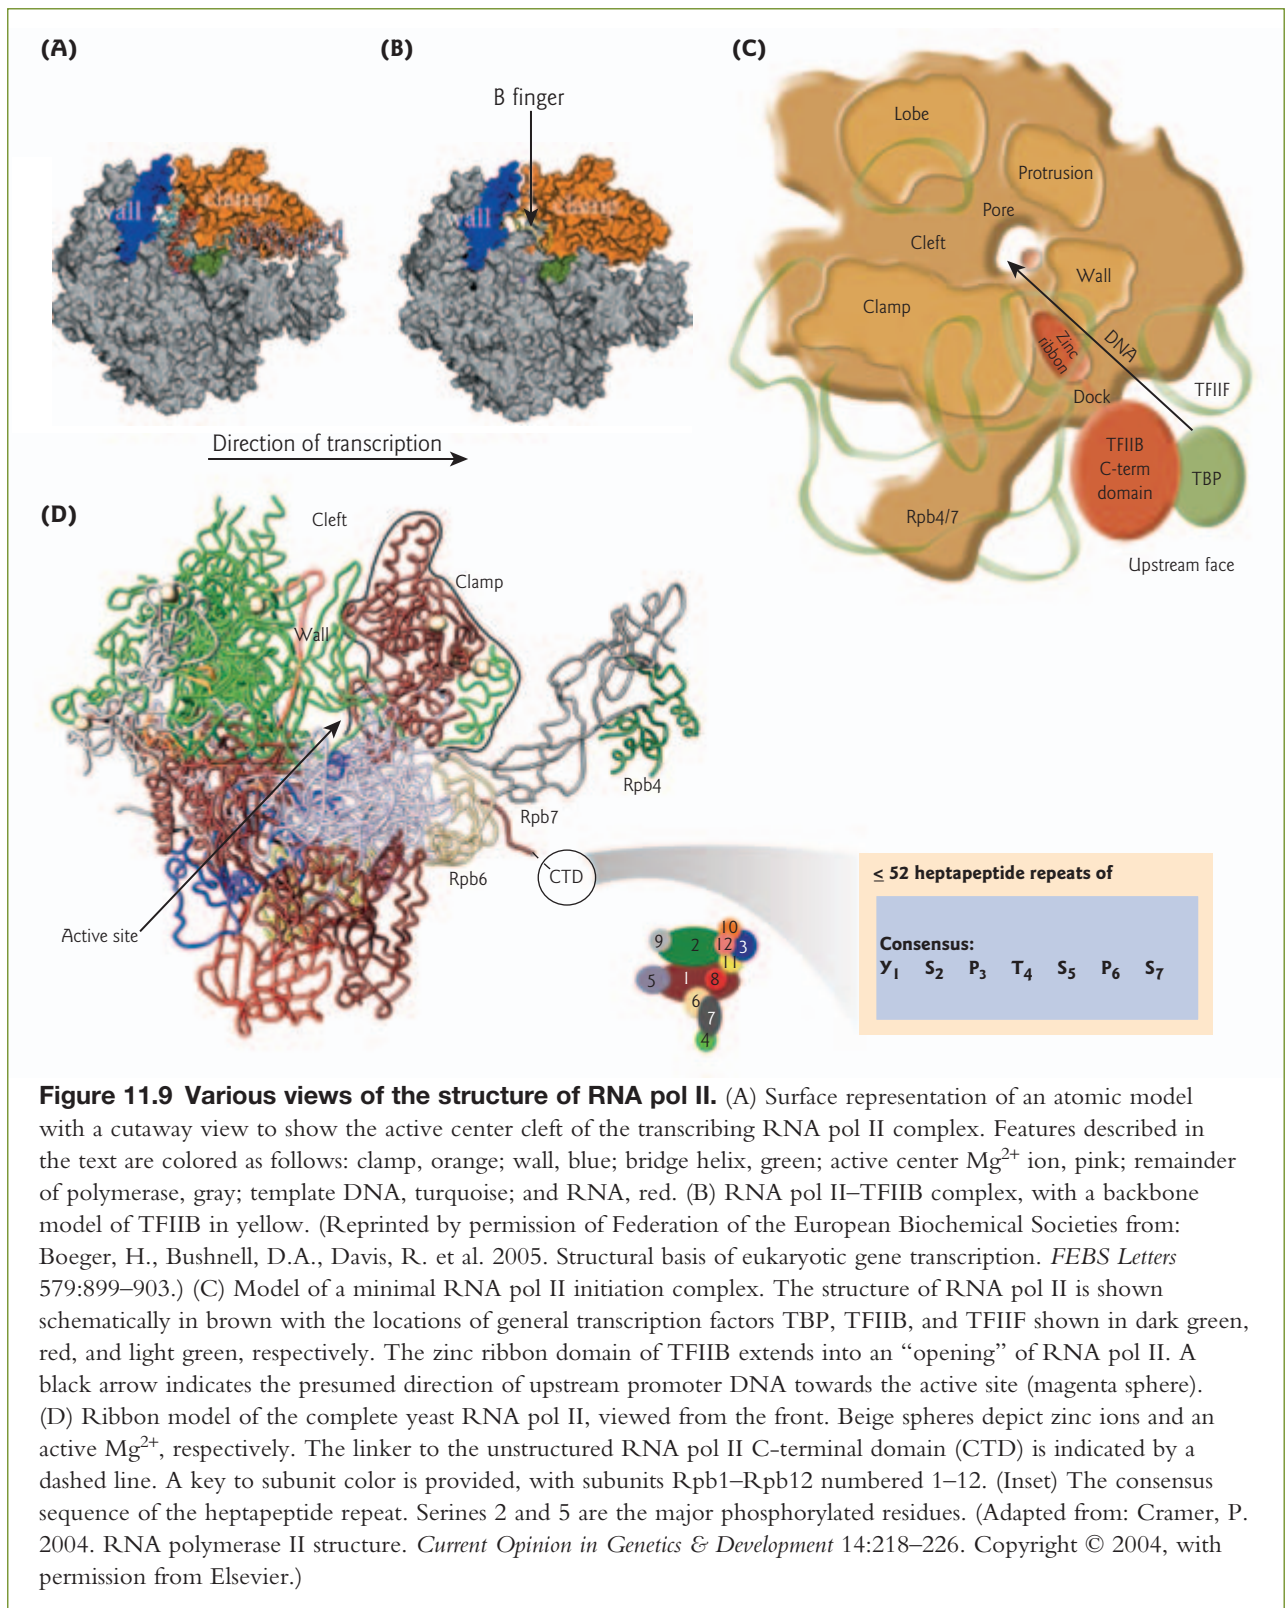 (A)
wall
clamp
(B)
B finger
wall
clamp
Direction of transcription
(C)
Lobe
Protrusion
Pore
Cleft
Wall
Clamp
Zinc
ribbon
DNA
Dock
TFIIF
TFIIB
C-term
domain
TBP
Rpb4/7
Upstream face
(D)
Cleft
Clamp
Wall
Rpb4
Rpb7
Rpb6
CTD
Active site
9 2 10 12 3 11
5 1 8
6
7
4
≤ 52 heptapeptide repeats of
Consensus:
Y1 S2 P3 T4 S5 P6 S7
Figure 11.9 Various views of the structure of RNA pol II. (A) Surface representation of an atomic model
with a cutaway view to show the active center cleft of the transcribing RNA pol II complex. Features described in
the text are colored as follows: clamp, orange; wall, blue; bridge helix, green; active center Mg2+ ion, pink; remainder
of polymerase, gray; template DNA, turquoise; and RNA, red. (B) RNA pol II–TFIIB complex, with a backbone
model of TFIIB in yellow. (Reprinted by permission of Federation of the European Biochemical Societies from:
Boeger, H., Bushnell, D.A., Davis, R. et al. 2005. Structural basis of eukaryotic gene transcription. FEBS Letters
579:899–903.) (C) Model of a minimal RNA pol II initiation complex. The structure of RNA pol II is shown
schematically in brown with the locations of general transcription factors TBP, TFIIB, and TFIIF shown in dark green,
red, and light green, respectively. The zinc ribbon domain of TFIIB extends into an “opening” of RNA pol II. A
black arrow indicates the presumed direction of upstream promoter DNA towards the active site (magenta sphere).
(D) Ribbon model of the complete yeast RNA pol II, viewed from the front. Beige spheres depict zinc ions and an
active Mg2+, respectively. The linker to the unstructured RNA pol II C-terminal domain (CTD) is indicated by a
dashed line. A key to subunit color is provided, with subunits Rpb1–Rpb12 numbered 1–12. (Inset) The consensus
sequence of the heptapeptide repeat. Serines 2 and 5 are the major phosphorylated residues. (Adapted from: Cramer, P.
2004. RNA polymerase II structure. Current Opinion in Genetics & Development 14:218–226. Copyright © 2004, with
permission from Elsevier.)